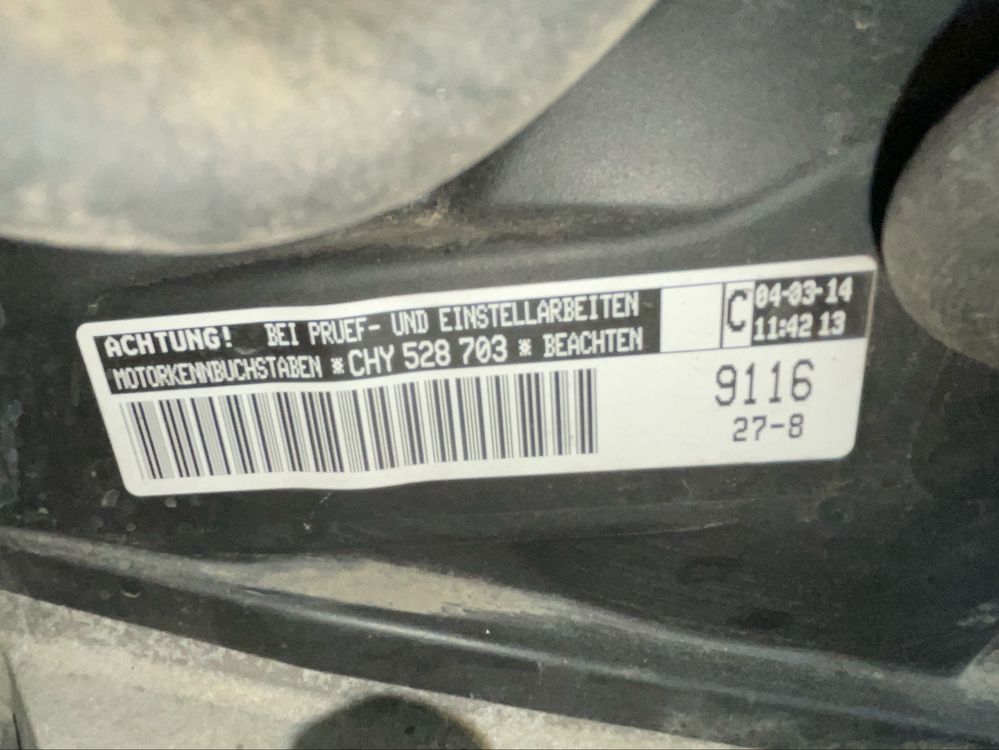 ACHTUNG! BEI PRUEF- UND EINSTELLARBEITEN
MOTORKENNBUCHSTABEN *CHY 528 703 * BEACHTEN
C
04-03-14
11:42 13
9116
27-8